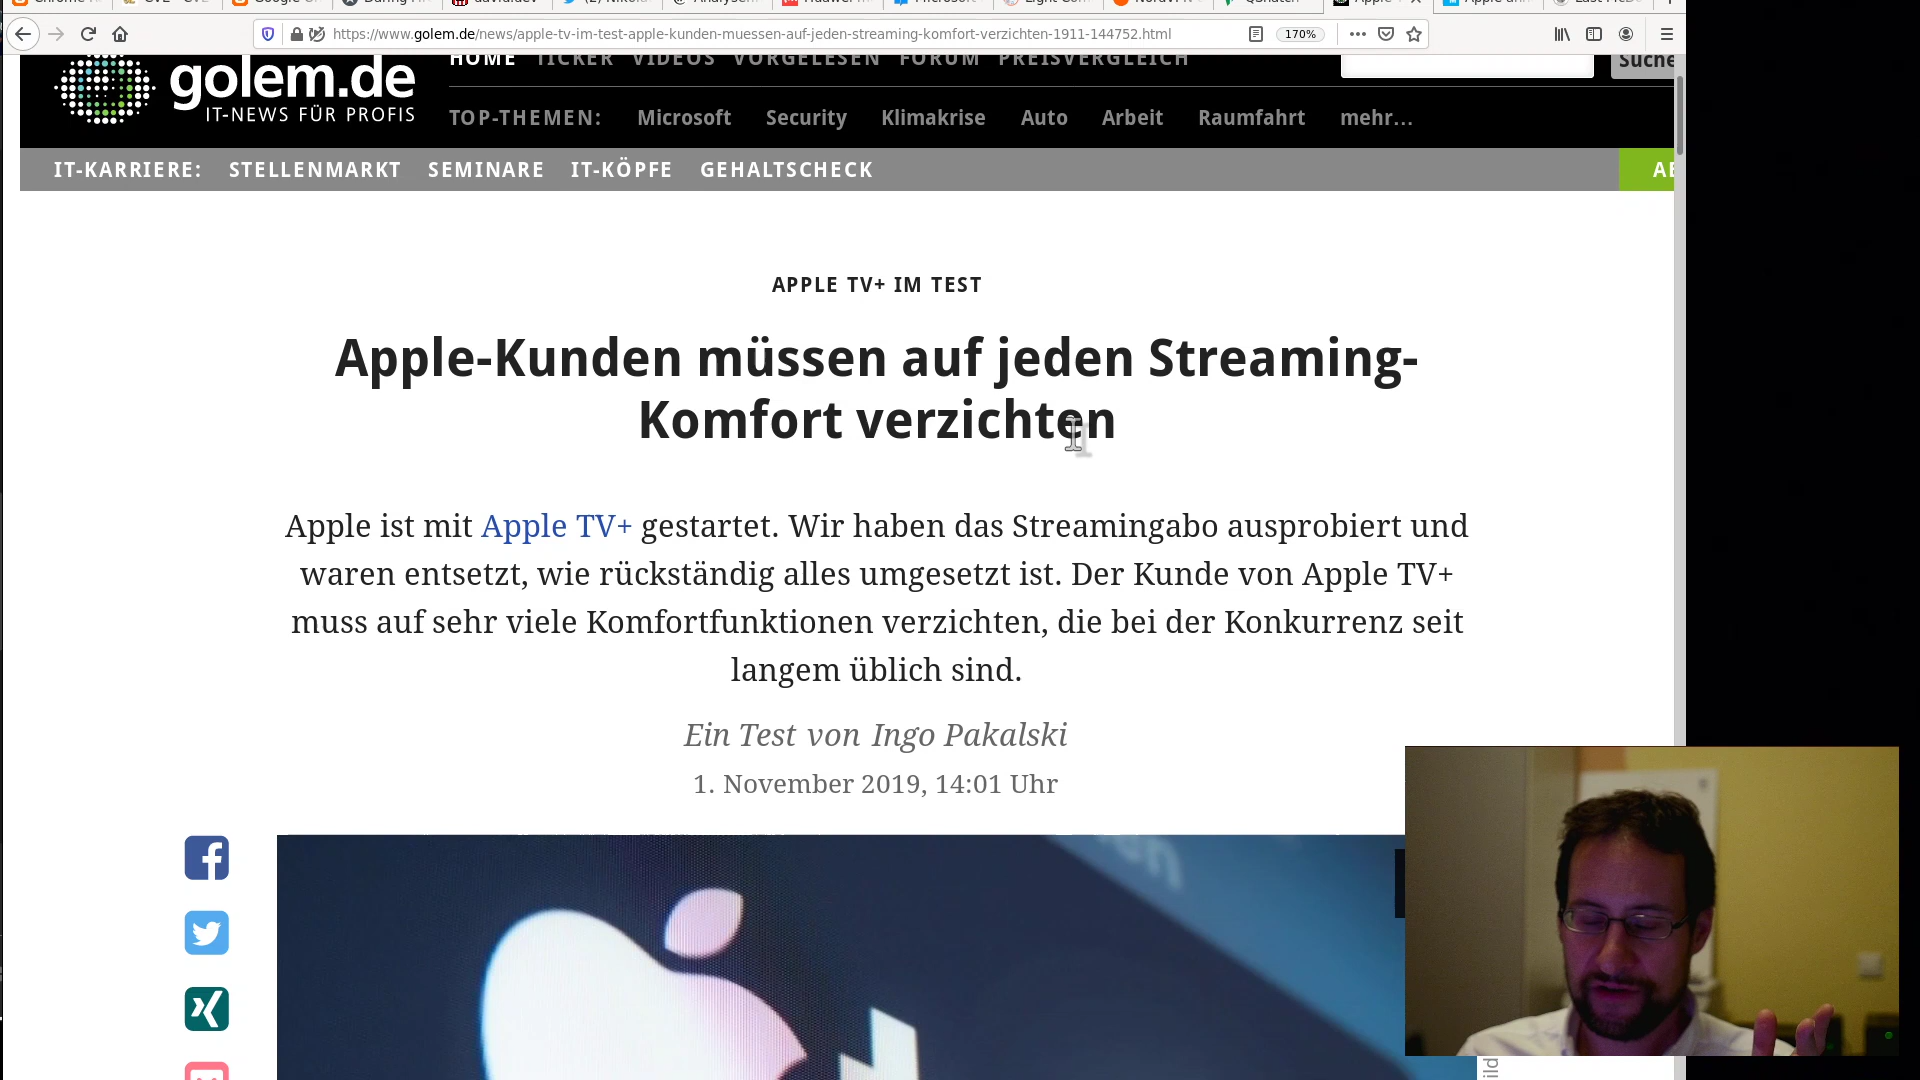 https://www.golem.de/news/apple-tv-im-test-apple-kunden-muessen-auf-jeden-streaming-komfort-verzichten-1911-144752.html
170%
golem.de
IT-NEWS FÜR PROFIS
HOME TICKER VIDEOS VORGELESEN FORUM PREISVERGLEICH
Suche
TOP-THEMEN: Microsoft Security Klimakrise Auto Arbeit Raumfahrt mehr...
IT-KARRIERE: STELLENMARKT SEMINARE IT-KÖPFE GEHALTSCHECK
APPLE TV+ IM TEST
Apple-Kunden müssen auf jeden Streaming-
Komfort verzichten
Apple ist mit Apple TV+ gestartet. Wir haben das Streamingabo ausprobiert und
waren entsetzt, wie rückständig alles umgesetzt ist. Der Kunde von Apple TV+
muss auf sehr viele Komfortfunktionen verzichten, die bei der Konkurrenz seit
langem üblich sind.
Ein Test von Ingo Pakalski
1. November 2019, 14:01 Uhr